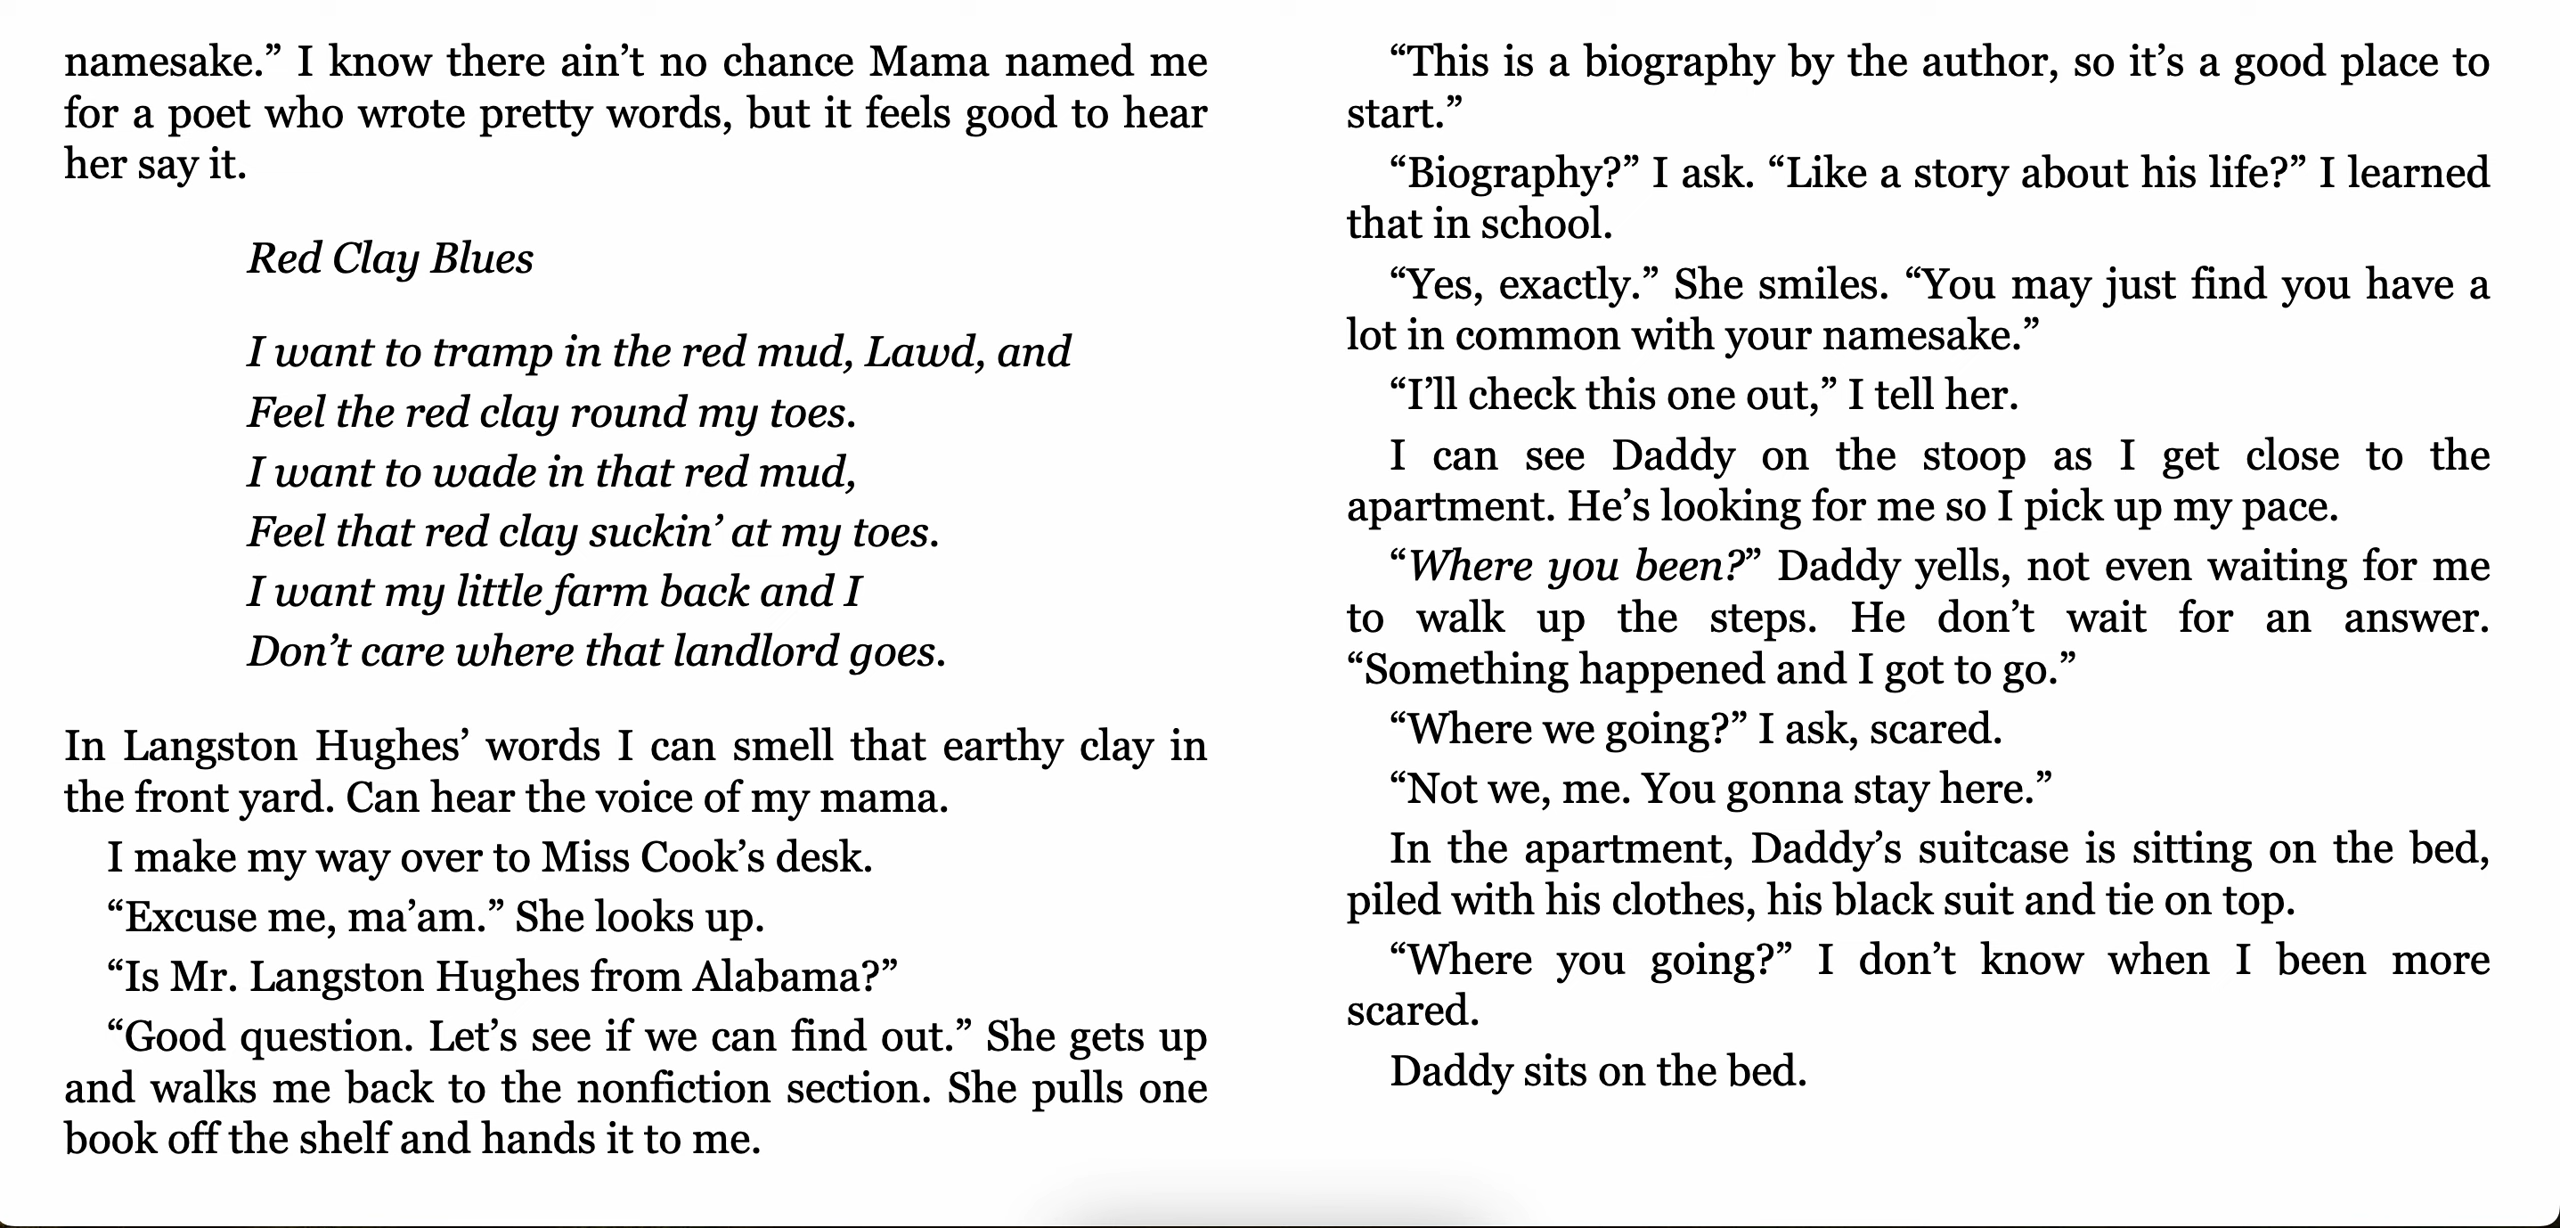 namesake.” I know there ain’t no chance Mama named me
for a poet who wrote pretty words, but it feels good to hear
her say it.
Red Clay Blues
I want to tramp in the red mud, Lawd, and
Feel the red clay round my toes.
I want to wade in that red mud,
Feel that red clay suckin’ at my toes.
I want my little farm back and I
Don’t care where that landlord goes.
In Langston Hughes’ words I can smell that earthy clay in
the front yard. Can hear the voice of my mama.
I make my way over to Miss Cook’s desk.
“Excuse me, ma’am.” She looks up.
“Is Mr. Langston Hughes from Alabama?”
“Good question. Let’s see if we can find out.” She gets up
and walks me back to the nonfiction section. She pulls one
book off the shelf and hands it to me.
“This is a biography by the author, so it’s a good place to
start.”
“Biography?” I ask. “Like a story about his life?” I learned
that in school.
“Yes, exactly.” She smiles. “You may just find you have a
lot in common with your namesake.”
“I’ll check this one out,” I tell her.
I can see Daddy on the stoop as I get close to the
apartment. He’s looking for me so I pick up my pace.
“Where you been?” Daddy yells, not even waiting for me
to walk up the steps. He don’t wait for an answer.
“Something happened and I got to go.”
“Where we going?” I ask, scared.
“Not we, me. You gonna stay here.”
In the apartment, Daddy’s suitcase is sitting on the bed,
piled with his clothes, his black suit and tie on top.
“Where you going?” I don’t know when I been more
scared.
Daddy sits on the bed.